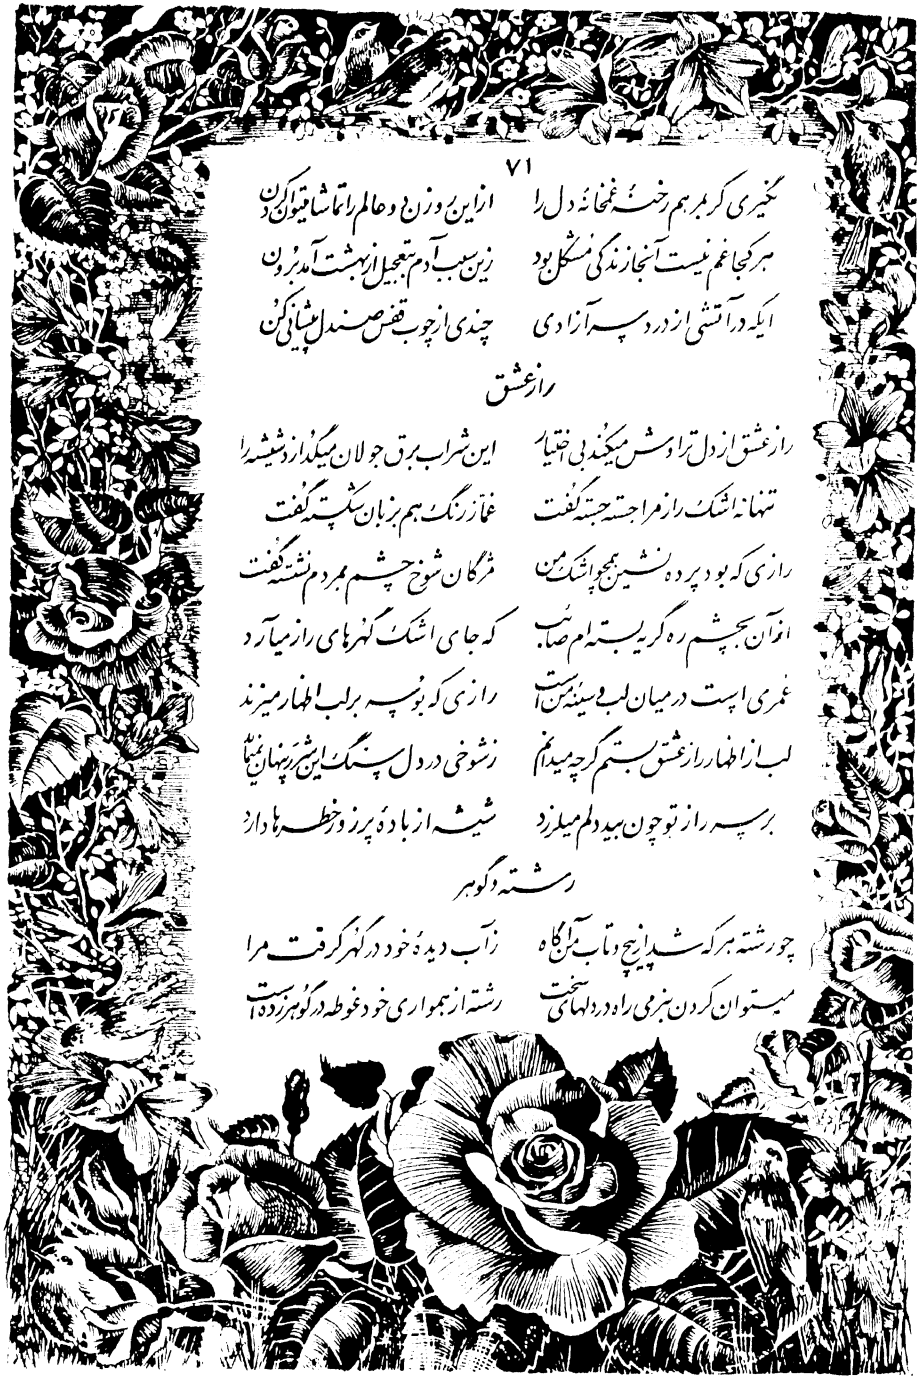 ۷۱
نگیری گر بمرهم رخنهٔ غمخانهٔ دل را ازاین روزن دو عالم را تماشا میتوان کردن
هر کجا غم نیست آنجا زندگی مشکل بود زین سبب آدم بتعجیل از بهشت آمد برون
ایکه در آتشی از درد سر آزادی چندی از چوب قفس صندل پیشانی کن
راز عشق
راز عشق از دل تراوش میکند بی اختیار این شراب برق جولان میگدازد شیشه را
تنها نه اشک راز مرا جسته جسته گفت غماز رنگ هم بزبان شکسته گفت
رازی که بود پرده نشین همچو اشک من مژگان شوخ چشم بمردم نشسته گفت
از آن بچشم ره گریه بسته ام صائب که جای اشک گهرهای راز میآرد
عمری است در میان لب و سینهٔ من است رازی که بوسه بر لب اظهار میزند
لب از اظهار راز عشق بستم گرچه میدانم ز شوخی در دل سنگ این شرر پنهان نمیماند
بر سر راز تو چون بید دلم میلرزد شیشه از بادهٔ پر زور خطرها دارد
رشته و گوهر
چو رشته هر که شد از پیچ و تاب من آگاه ز آب دیدهٔ خود در گهر گرفت مرا
میتوان کردن بنرمی راه در دلهای سخت رشته از همواری خود غوطه در گوهر زده است